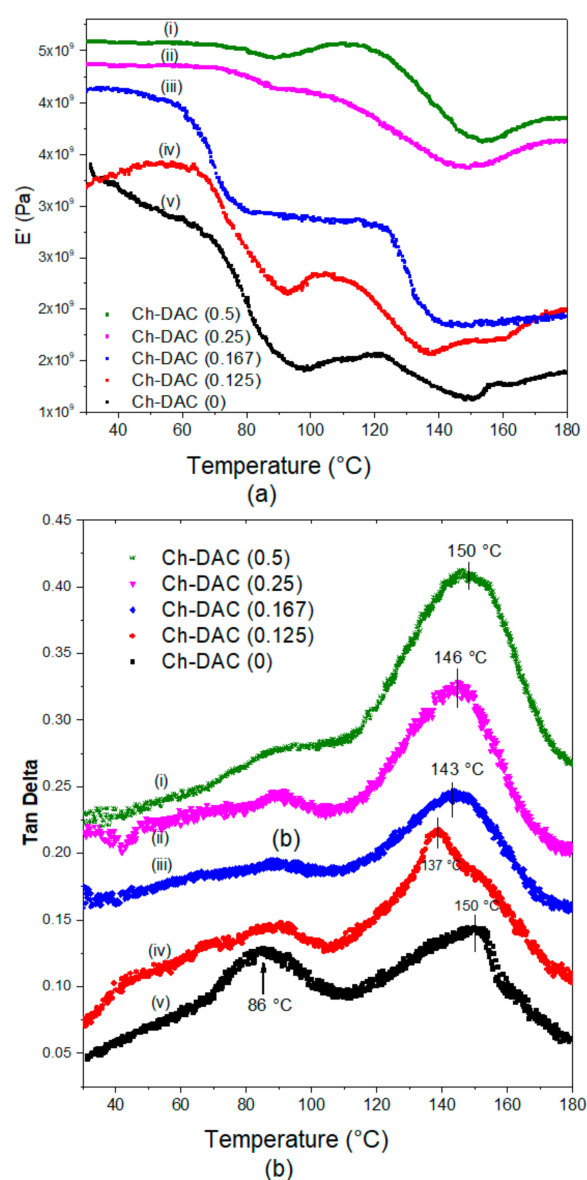 5x10⁹
4x10⁹
4x10⁹
3x10⁹
3x10⁹
2x10⁹
2x10⁹
1x10⁹
E' (Pa)
(i)
(ii)
(iii)
(iv)
(v)
Ch-DAC (0.5)
Ch-DAC (0.25)
Ch-DAC (0.167)
Ch-DAC (0.125)
Ch-DAC (0)
40 60 80 100 120 140 160 180
Temperature (°C)
(a)
0.45
0.40
0.35
0.30
0.25
0.20
0.15
0.10
0.05
Tan Delta
Ch-DAC (0.5)
Ch-DAC (0.25)
Ch-DAC (0.167)
Ch-DAC (0.125)
Ch-DAC (0)
150 °C
146 °C
143 °C
137 °C
150 °C
86 °C
(i)
(ii)
(b)
(iii)
(iv)
(v)
40 60 80 100 120 140 160 180
Temperature (°C)
(b)